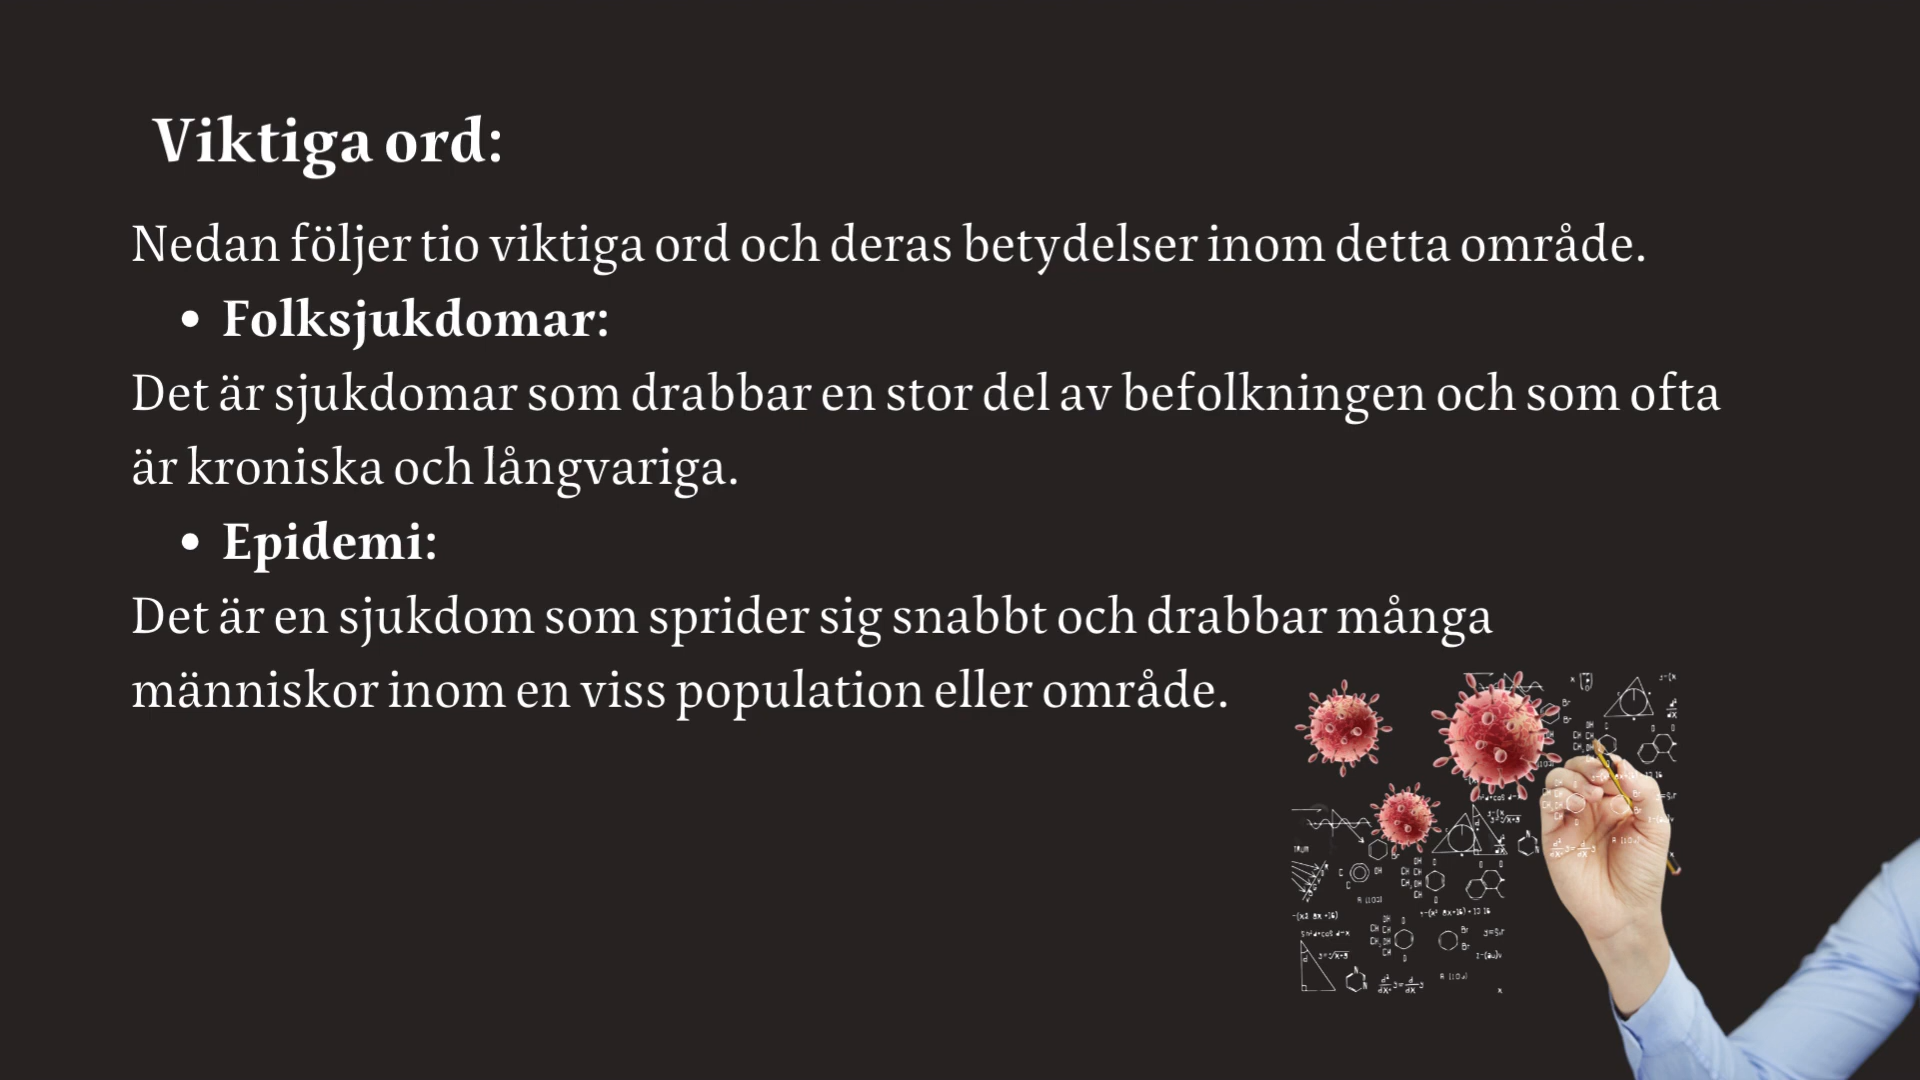 Viktiga ord:
Nedan följer tio viktiga ord och deras betydelser inom detta område.
• Folksjukdomar:
Det är sjukdomar som drabbar en stor del av befolkningen och som ofta
är kroniska och långvariga.
• Epidemi:
Det är en sjukdom som sprider sig snabbt och drabbar många
människor inom en viss population eller område.